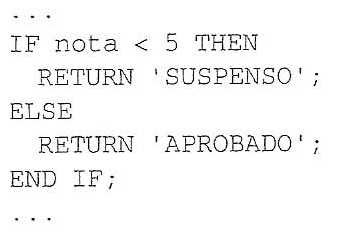 ...
IF nota < 5 THEN
  RETURN 'SUSPENSO';
ELSE
  RETURN 'APROBADO';
END IF;
...